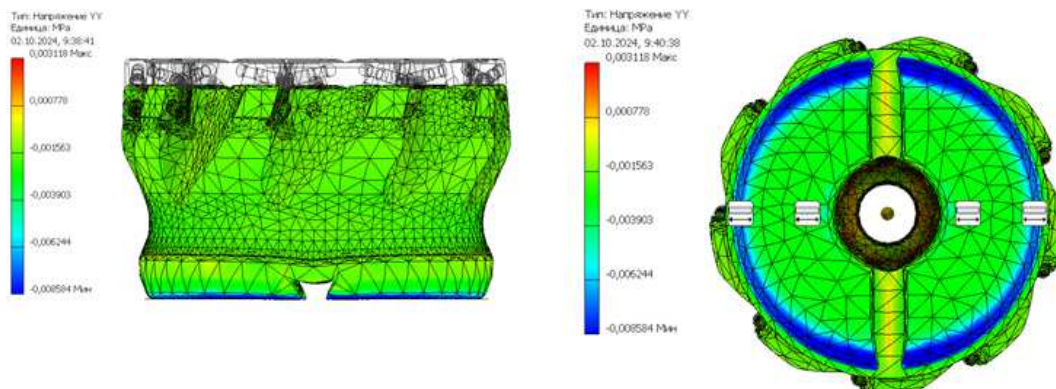 Тип: Напряжение YY
Единица: MPa
02.10.2024, 9:38:41
0,003118 Макс
0,000778
-0,001563
-0,003903
-0,006244
-0,008584 Мин
Тип: Напряжение YY
Единица: MPa
02.10.2024, 9:40:38
0,003118 Макс
0,000778
-0,001563
-0,003903
-0,006244
-0,008584 Мин